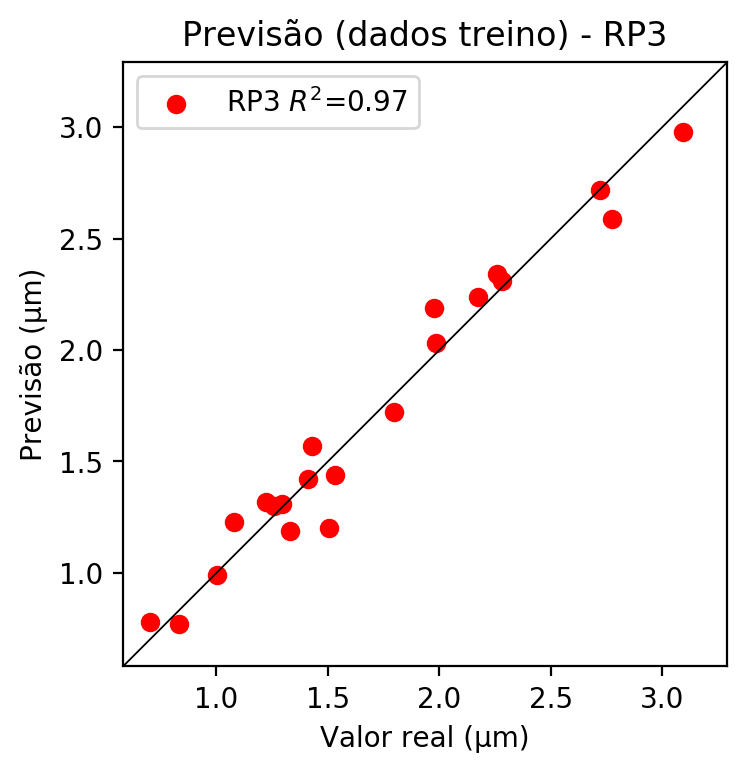 Previsão (dados treino) - RP3
RP3 R²=0.97
3.0
2.5
2.0
1.5
1.0
Previsão (µm)
1.0 1.5 2.0 2.5 3.0
Valor real (µm)